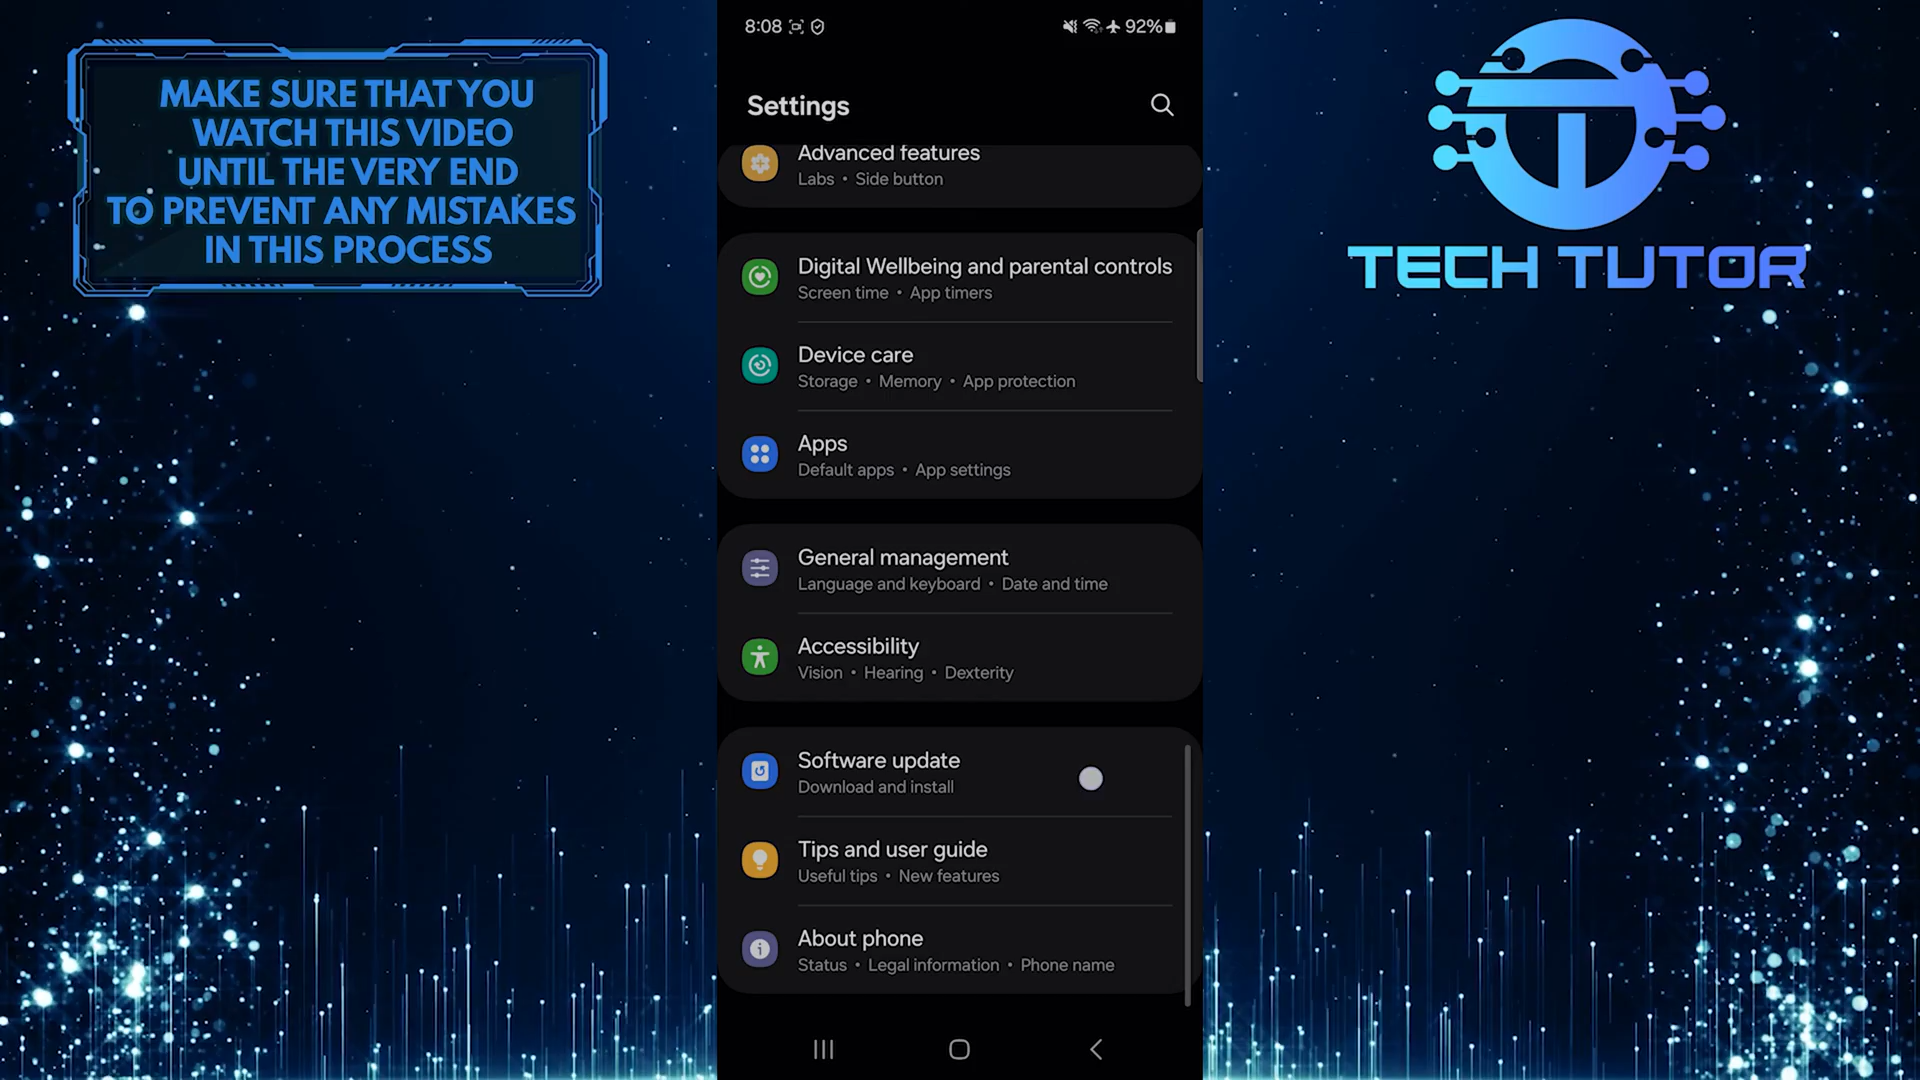 MAKE SURE THAT YOU
WATCH THIS VIDEO
UNTIL THE VERY END
TO PREVENT ANY MISTAKES
IN THIS PROCESS
8:08
92%
Settings
Advanced features
Labs • Side button
Digital Wellbeing and parental controls
Screen time • App timers
Device care
Storage • Memory • App protection
Apps
Default apps • App settings
General management
Language and keyboard • Date and time
Accessibility
Vision • Hearing • Dexterity
Software update
Download and install
Tips and user guide
Useful tips • New features
About phone
Status • Legal information • Phone name
TECH TUTOR